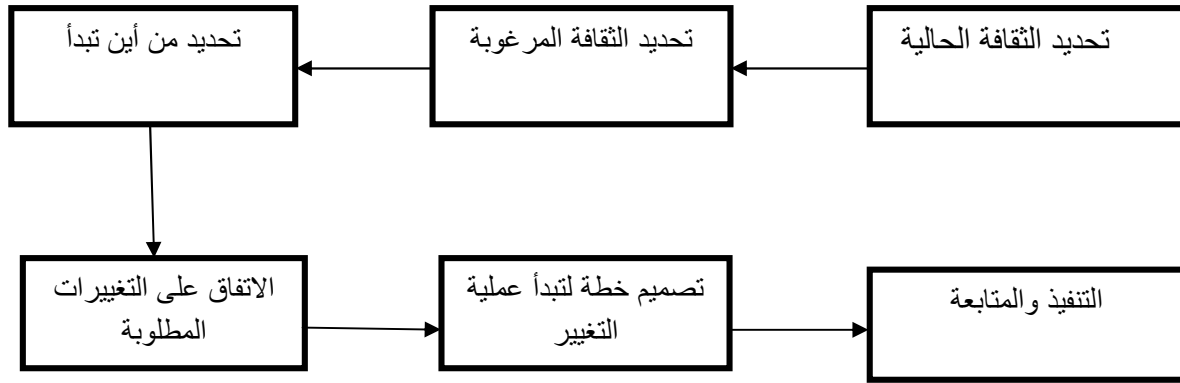 تحديد الثقافة الحالية
تحديد الثقافة المرغوبة
تحديد من أين تبدأ
الاتفاق على التغييرات
المطلوبة
تصميم خطة لتبدأ عملية
التغيير
التنفيذ والمتابعة